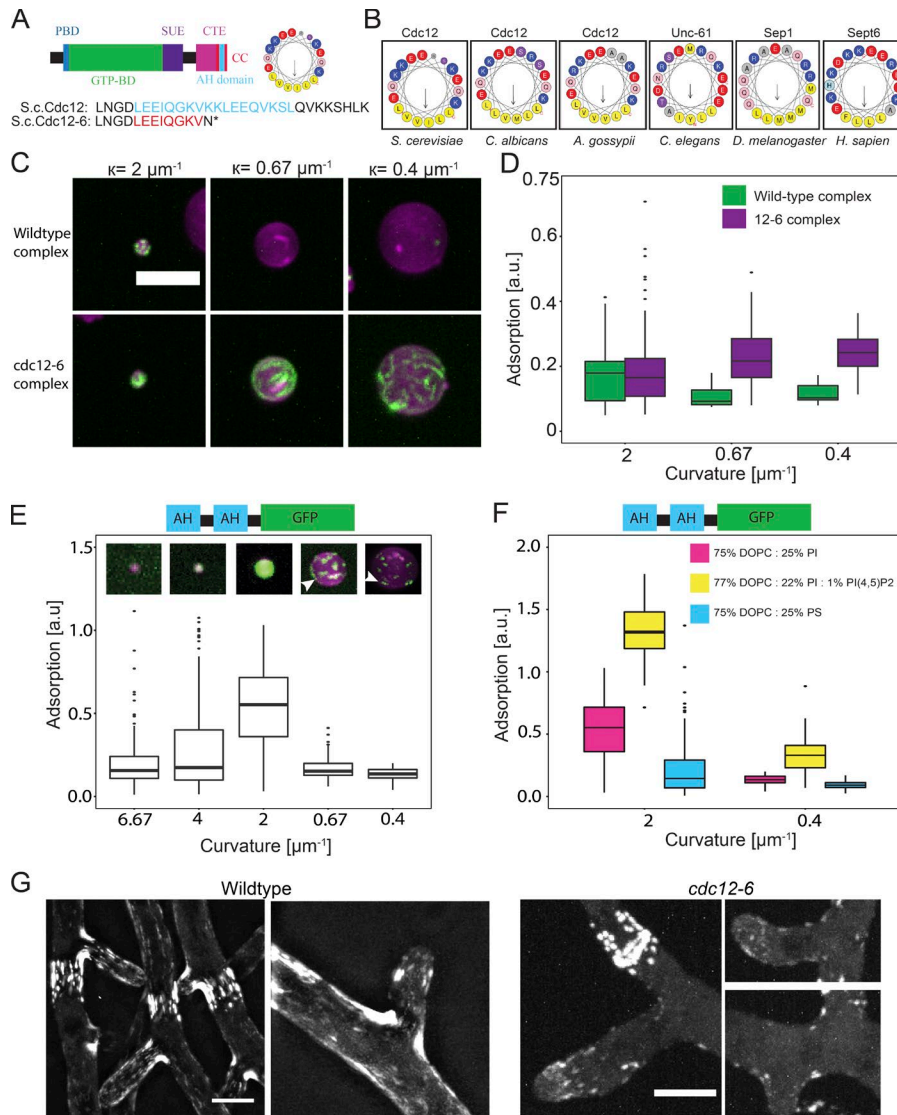 A
PBD SUE CTE
CC
GTP-BD AH domain
S.c.Cdc12: LNGDLEEIQGKVKKLEEQVKSLQVKKSHLK
S.c.Cdc12-6: LNGDLEEIQGKVN*
B
Cdc12 Cdc12 Cdc12 Unc-61 Sep1 Sept6
S. cerevisiae C. albicans A. gossypii C. elegans D. melanogaster H. sapien
C
κ= 2 µm-1 κ= 0.67 µm-1 κ= 0.4 µm-1
Wildtype
complex
cdc12-6
complex
D
Wild-type complex
12-6 complex
Adsorption [a.u.]
0.75
0.6
0.4
0.2
0
2 0.67 0.4
Curvature [µm-1]
E
AH AH GFP
Adsorption [a.u]
1.5
1.0
0.5
0.0
6.67 4 2 0.67 0.4
Curvature [µm-1]
F
AH AH GFP
75% DOPC : 25% PI
77% DOPC : 22% PI : 1% PI(4,5)P2
75% DOPC : 25% PS
Adsorption [a.u.]
2.0
1.5
1.0
0.5
0.0
2 0.4
Curvature [µm-1]
G
Wildtype cdc12-6